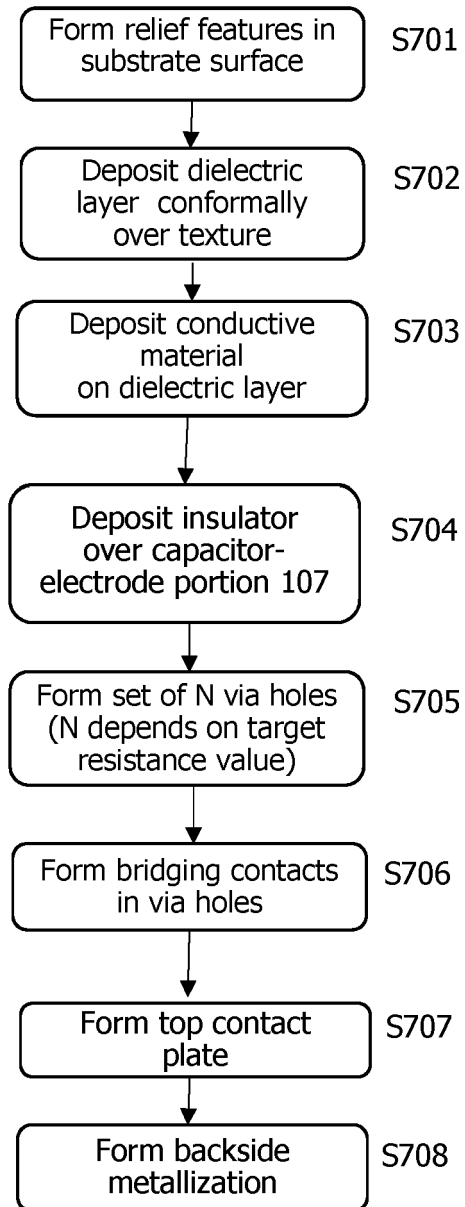 Form relief features in
substrate surface
S701
Deposit dielectric
layer conformally
over texture
S702
Deposit conductive
material
on dielectric layer
S703
Deposit insulator
over capacitor-
electrode portion 107
S704
Form set of N via holes
(N depends on target
resistance value)
S705
Form bridging contacts
in via holes
S706
Form top contact
plate
S707
Form backside
metallization
S708